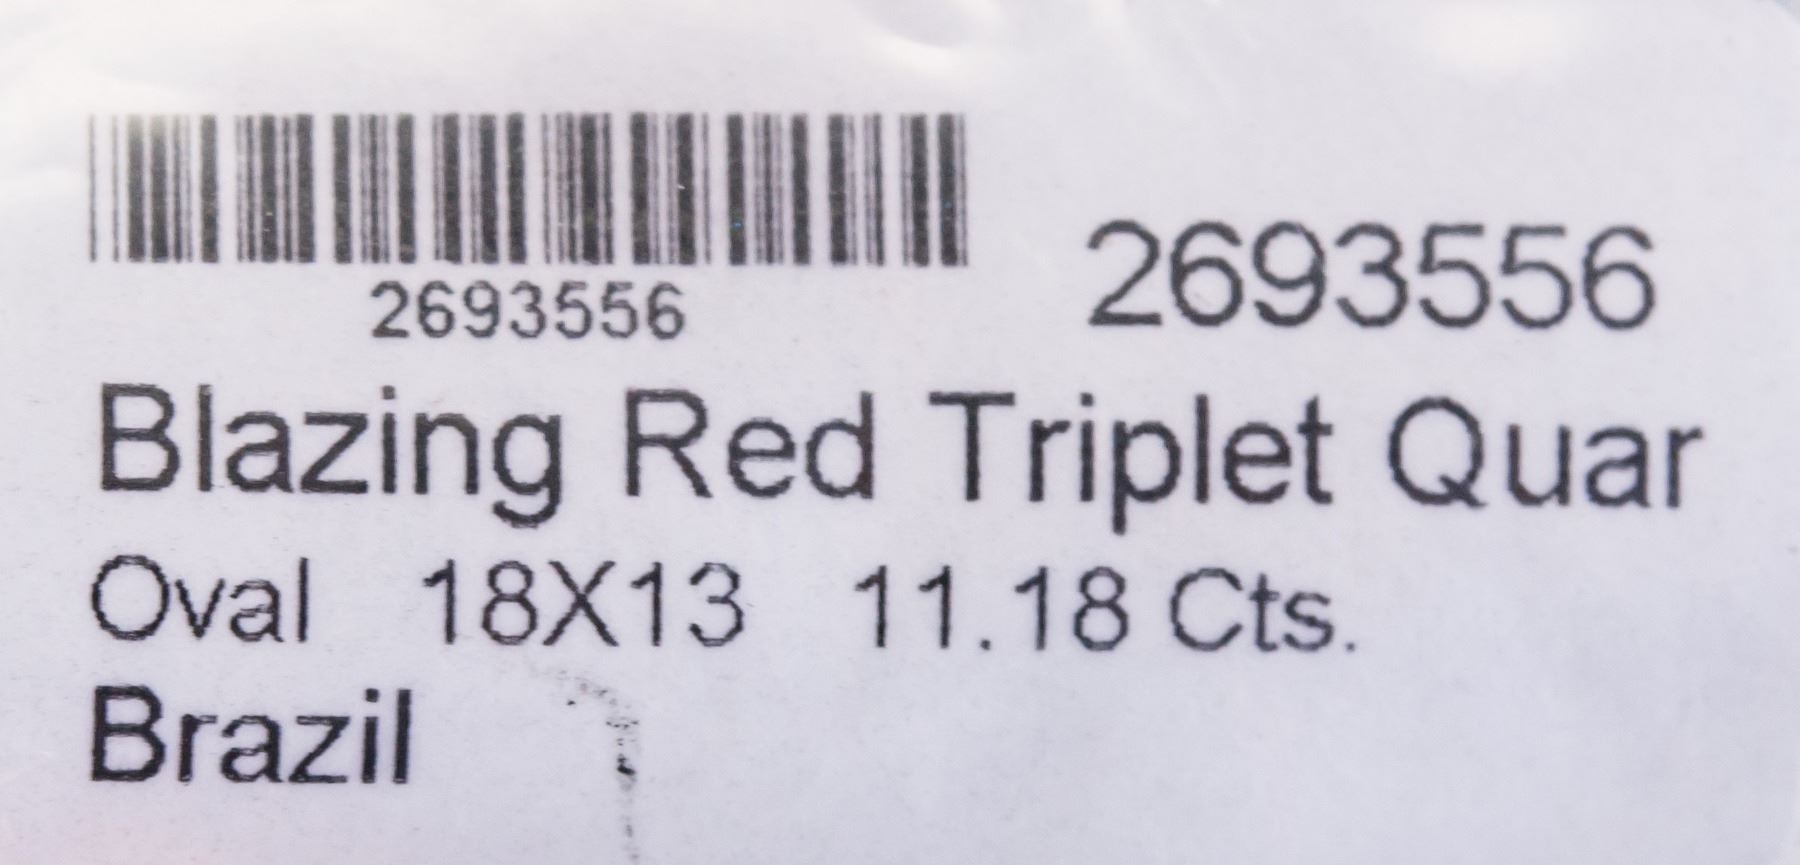 2693556
2693556
Blazing Red Triplet Quar
Oval 18X13 11.18 Cts.
Brazil